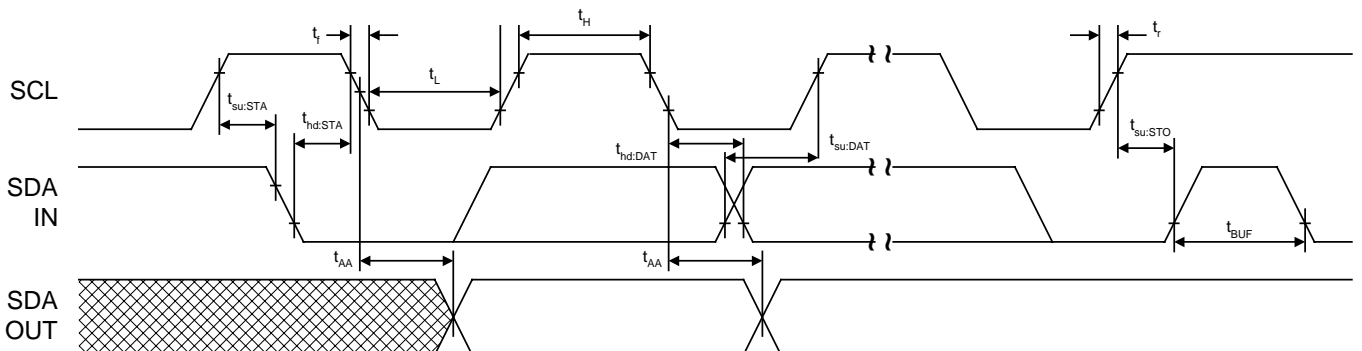 t_H
t_f
t_r
SCL
t_L
t_su:STA
t_hd:STA
t_su:STO
t_hd:DAT
t_su:DAT
SDA
IN
t_BUF
t_AA
t_AA
SDA
OUT